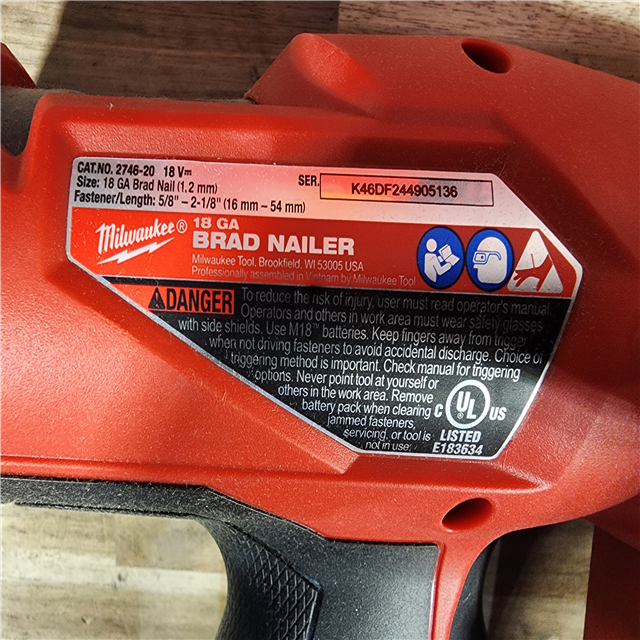 CAT.NO. 2746-20 18 V⎓
Size: 18 GA Brad Nail (1,2 mm)
Fastener/Length: 5/8" – 2-1/8" (16 mm – 54 mm)
SER. K46DF244905136
Milwaukee®
18 GA
BRAD NAILER
Milwaukee Tool, Brookfield, WI 53005 USA
Professionally assembled in Vietnam by Milwaukee Tool
DANGER To reduce the risk of injury, user must read operator's manual.
Operators and others in work area must wear safety glasses
with side shields. Use M18™ batteries. Keep fingers away from trigger
when not driving fasteners to avoid accidental discharge. Choice of
triggering method is important. Check manual for triggering
options. Never point tool at yourself or
others in the work area. Remove
battery pack when clearing
jammed fasteners,
servicing, or tool is
not in use.
C UL US
LISTED
E183634